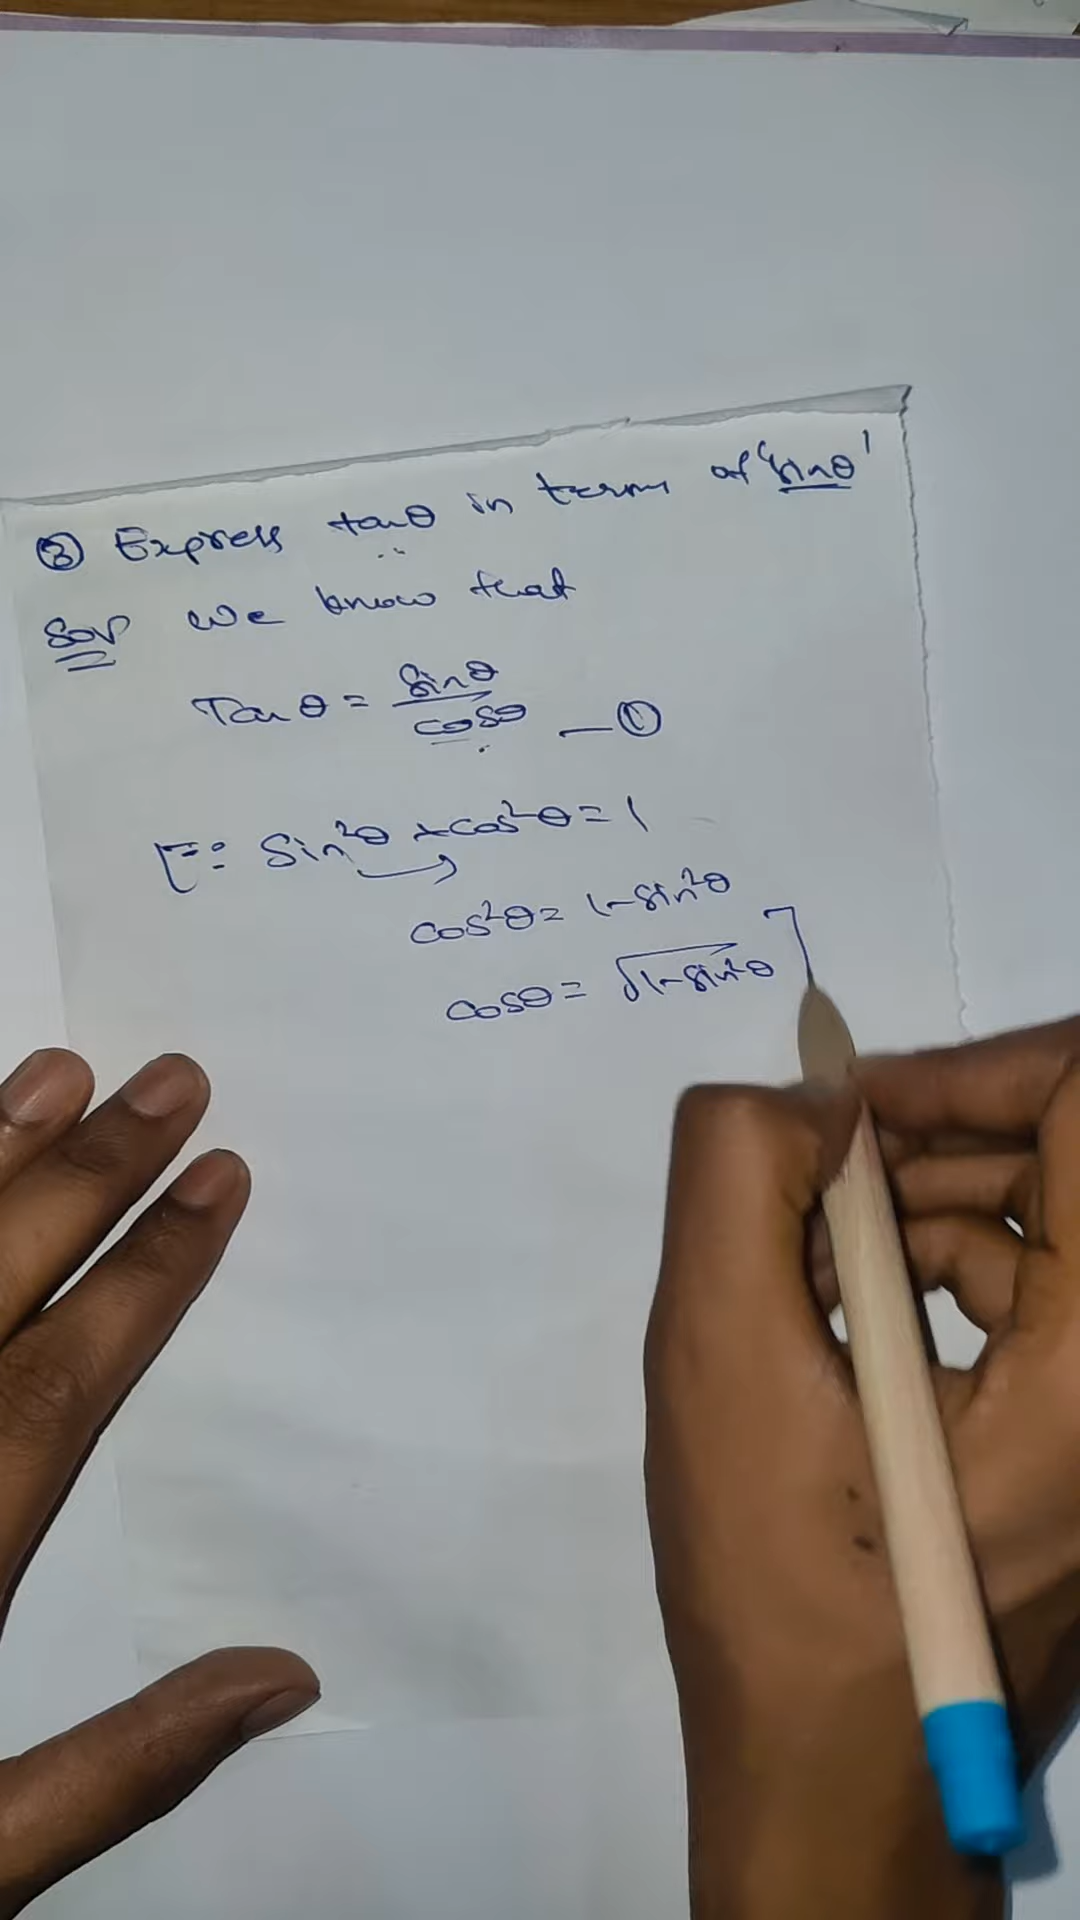 ③ Express tanθ in term of 'sinθ'
Sol we know that
Tan θ = sinθ/cosθ — ①
[∵ Sin²θ + cos²θ = 1
cos²θ = 1-sin²θ
cosθ = √1-sin²θ ]